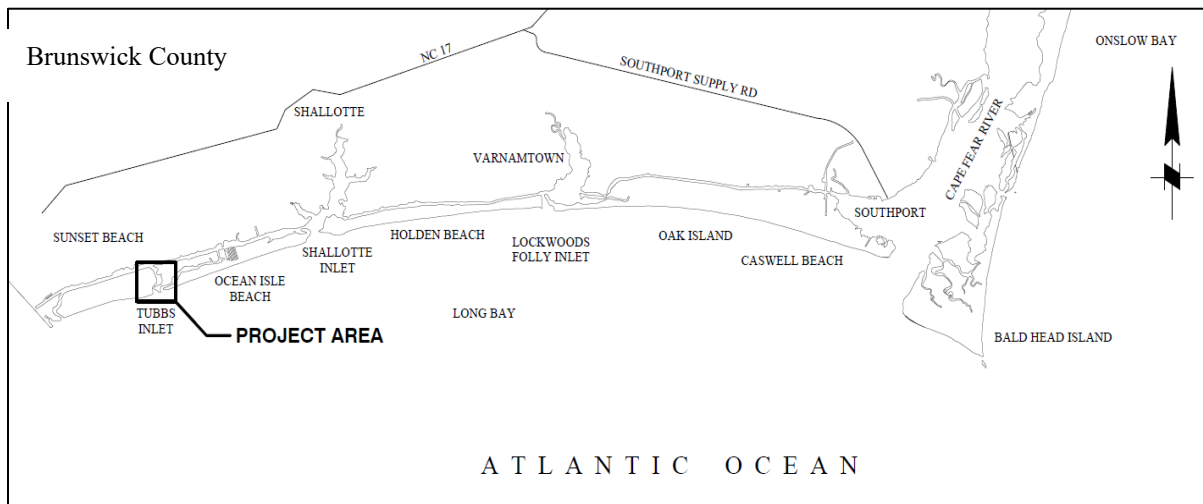 Brunswick County
ONSLOW BAY
NC 17
SOUTHPORT SUPPLY RD
SHALLOTTE
CAPE FEAR RIVER
VARNAMTOWN
SOUTHPORT
SUNSET BEACH
HOLDEN BEACH
OAK ISLAND
SHALLOTTE
INLET
LOCKWOODS
FOLLY INLET
CASWELL BEACH
OCEAN ISLE
BEACH
TUBBS
INLET
LONG BAY
PROJECT AREA
BALD HEAD ISLAND
ATLANTIC OCEAN